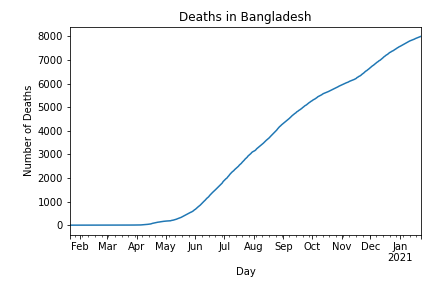 Deaths in Bangladesh
Number of Deaths
8000
7000
6000
5000
4000
3000
2000
1000
0
Feb Mar Apr May Jun Jul Aug Sep Oct Nov Dec Jan
2021
Day